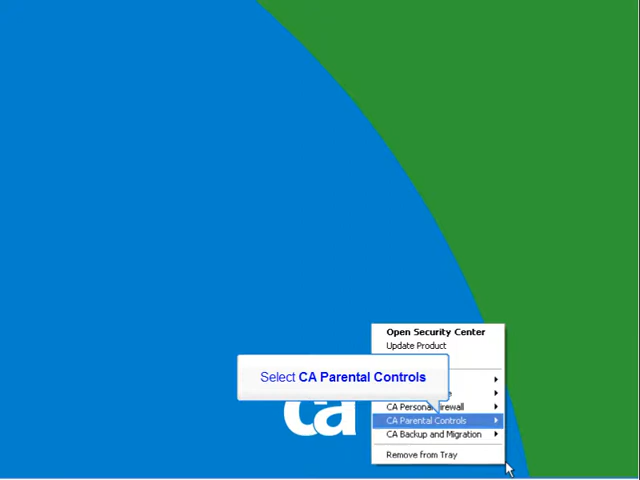 Open Security Center
Update Product
Select CA Parental Controls
CA Personal Firewall
CA Parental Controls
ca
CA Backup and Migration
Remove from Tray